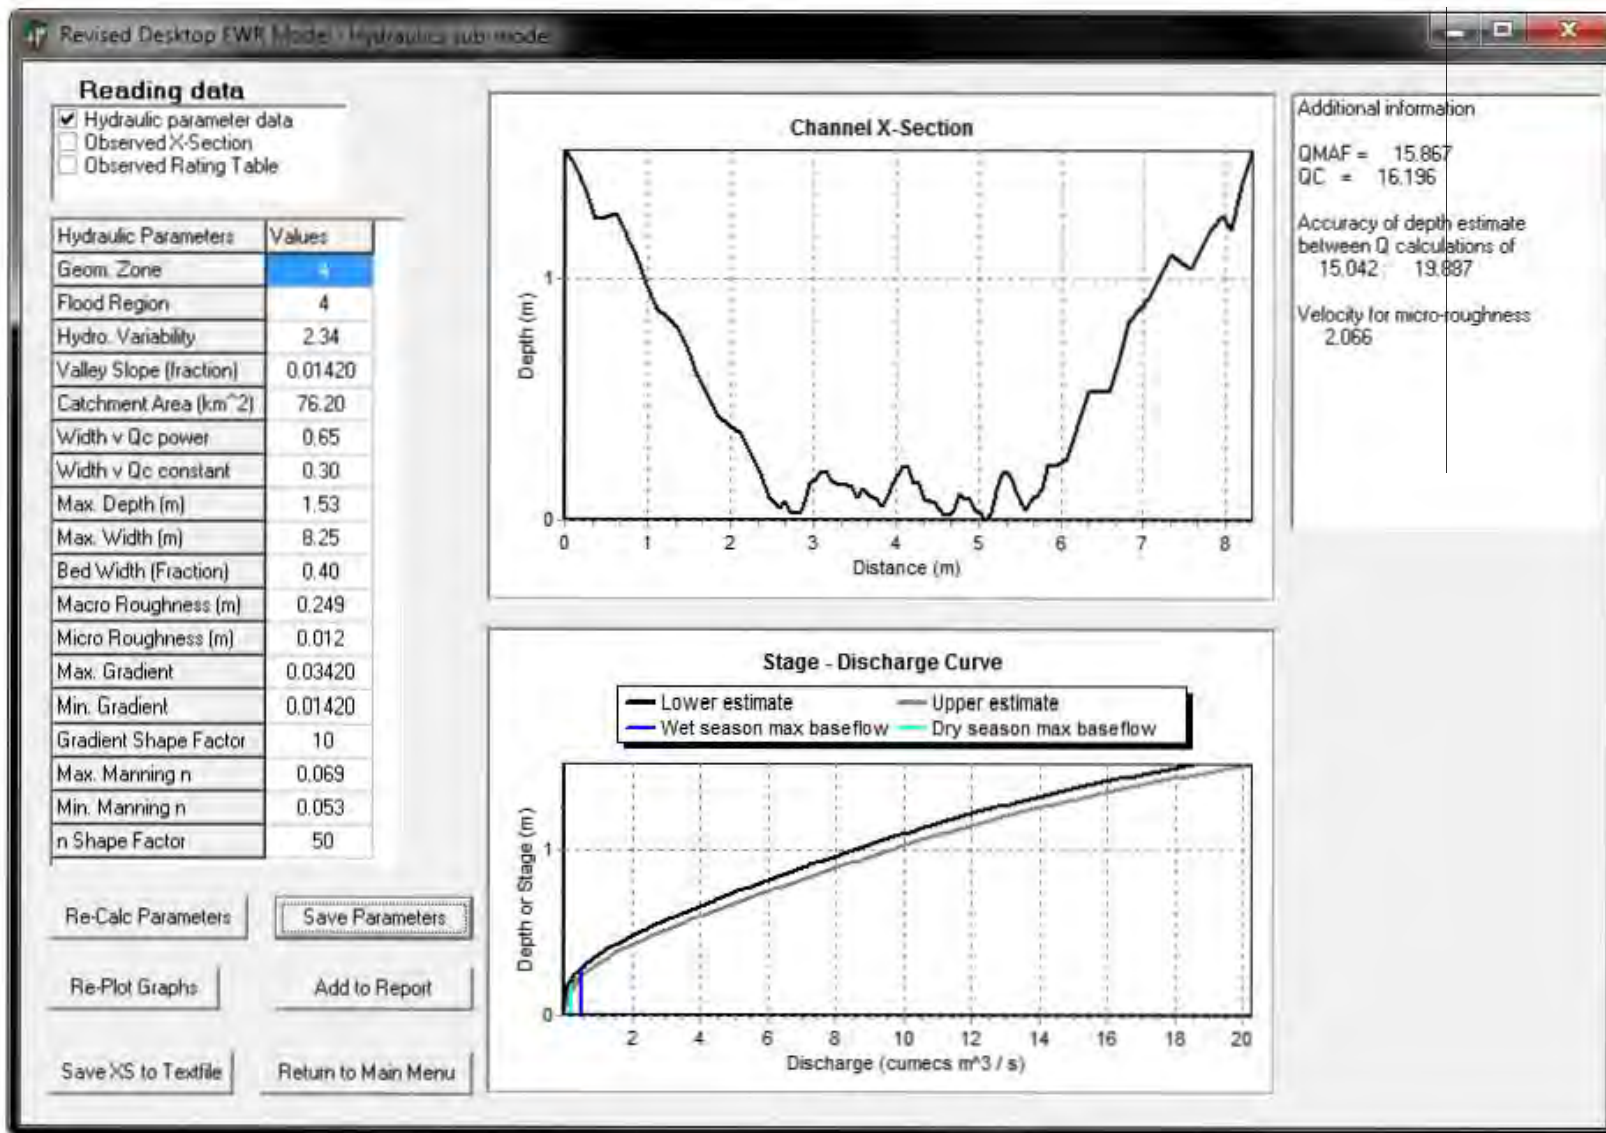 Revised Desktop EWR Model - Hydraulics sub-model
Reading data
Hydraulic parameter data
Observed X-Section
Observed Rating Table
Hydraulic Parameters Values
Geom. Zone 4
Flood Region 4
Hydro. Variability 2.34
Valley Slope (fraction) 0.01420
Catchment Area (km^2) 76.20
Width v Qc power 0.65
Width v Qc constant 0.30
Max. Depth (m) 1.53
Max. Width (m) 8.25
Bed Width (Fraction) 0.40
Macro Roughness (m) 0.249
Micro Roughness (m) 0.012
Max. Gradient 0.03420
Min. Gradient 0.01420
Gradient Shape Factor 10
Max. Manning n 0.069
Min. Manning n 0.053
n Shape Factor 50
Re-Calc Parameters Save Parameters
Re-Plot Graphs Add to Report
Save XS to Textfile Return to Main Menu
Channel X-Section
Depth (m)
1
0
0 1 2 3 4 5 6 7 8
Distance (m)
Stage - Discharge Curve
Lower estimate Upper estimate
Wet season max baseflow Dry season max baseflow
Depth or Stage (m)
1
0
2 4 6 8 10 12 14 16 18 20
Discharge (cumecs m^3 / s)
Additional information
QMAF = 15.867
QC = 16.196
Accuracy of depth estimate
between Q calculations of
15.042 19.887
Velocity for micro-roughness
2.066